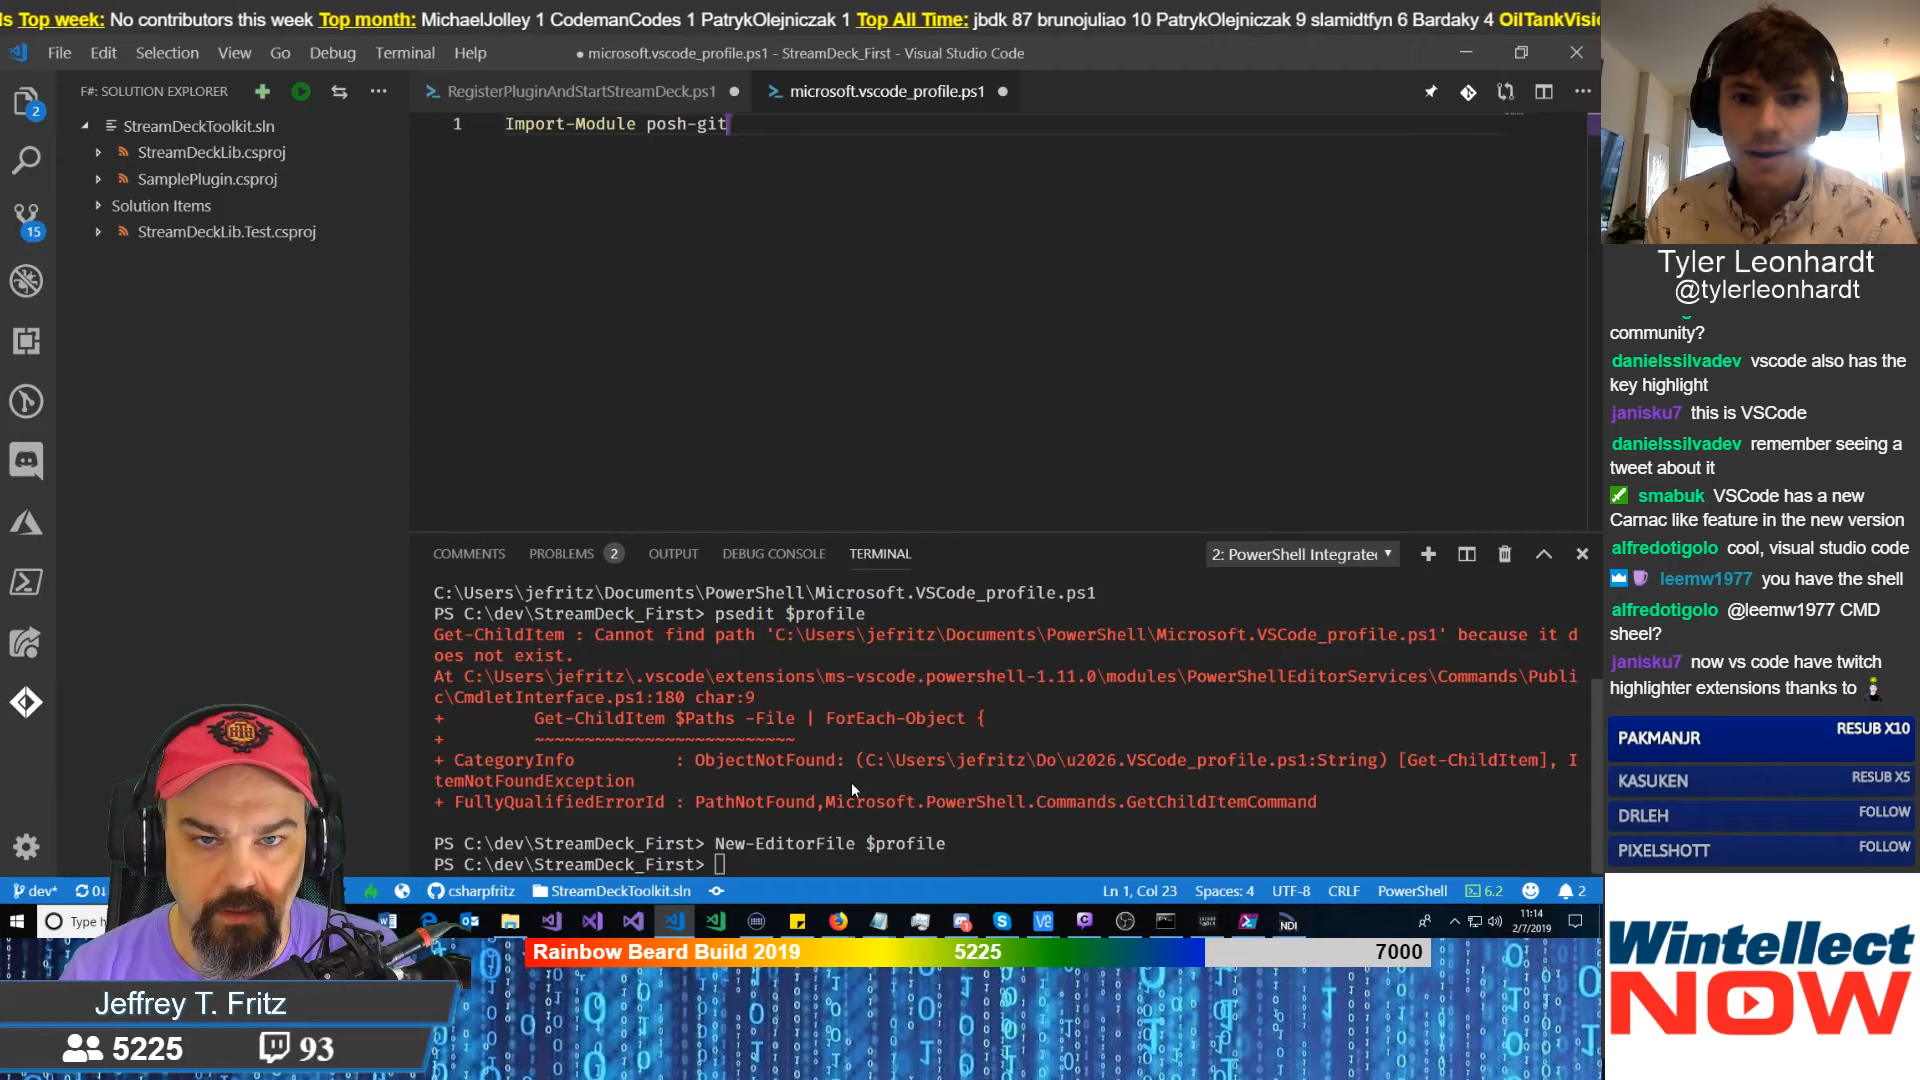 ls Top week: No contributors this week Top month: MichaelJolley 1 CodemanCodes 1 PatrykOlejniczak 1 Top All Time: jbdk 87 brunojuliao 10 PatrykOlejniczak 9 slamidtfyn 6 Bardaky 4 OilTankVisi
File Edit Selection View Go Debug Terminal Help
● microsoft.vscode_profile.ps1 - StreamDeck_First - Visual Studio Code
F#: SOLUTION EXPLORER
RegisterPluginAndStartStreamDeck.ps1
microsoft.vscode_profile.ps1
2
15
StreamDeckToolkit.sln
StreamDeckLib.csproj
SamplePlugin.csproj
Solution Items
StreamDeckLib.Test.csproj
1 Import-Module posh-git
COMMENTS PROBLEMS 2 OUTPUT DEBUG CONSOLE TERMINAL
2: PowerShell Integrate
C:\Users\jefritz\Documents\PowerShell\Microsoft.VSCode_profile.ps1
PS C:\dev\StreamDeck_First> psedit $profile
Get-ChildItem : Cannot find path 'C:\Users\jefritz\Documents\PowerShell\Microsoft.VSCode_profile.ps1' because it d
oes not exist.
At C:\Users\jefritz\.vscode\extensions\ms-vscode.powershell-1.11.0\modules\PowerShellEditorServices\Commands\Publi
c\CmdletInterface.ps1:180 char:9
+ Get-ChildItem $Paths -File | ForEach-Object {
+ ~~~~~~~~~~~~~~~~~~~~~~~~~~
+ CategoryInfo : ObjectNotFound: (C:\Users\jefritz\Do\u2026.VSCode_profile.ps1:String) [Get-ChildItem], I
temNotFoundException
+ FullyQualifiedErrorId : PathNotFound,Microsoft.PowerShell.Commands.GetChildItemCommand
PS C:\dev\StreamDeck_First> New-EditorFile $profile
PS C:\dev\StreamDeck_First>
dev* 0↓ csharpfritz StreamDeckToolkit.sln
Ln 1, Col 23 Spaces: 4 UTF-8 CRLF PowerShell 6.2 2
Type h
NDI
11:14
2/7/2019
Rainbow Beard Build 2019 5225 7000
Jeffrey T. Fritz
5225 93
Tyler Leonhardt
@tylerleonhardt
community?
danielssilvadev vscode also has the
key highlight
janisku7 this is VSCode
danielssilvadev remember seeing a
tweet about it
smabuk VSCode has a new
Carnac like feature in the new version
alfredotigolo cool, visual studio code
leemw1977 you have the shell
alfredotigolo @leemw1977 CMD
sheel?
janisku7 now vs code have twitch
highlighter extensions thanks to
PAKMANJR RESUB X10
KASUKEN RESUB X5
DRLEH FOLLOW
PIXELSHOTT FOLLOW
Wintellect
NOW